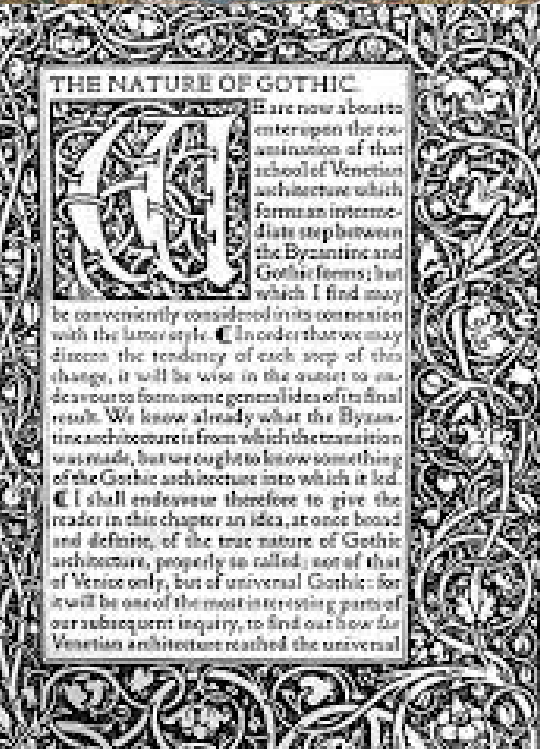 THE NATURE OF GOTHIC.
WE are now about to
enter upon the ex-
amination of that
school of Venetian
architecture which
forms an interme-
diate step between
the Byzantine and
Gothic forms; but
which I find may
be conveniently considered in its connexion
with the latter style. ⁋ In order that we may
discern the tendency of each step of this
change, it will be wise in the outset to en-
deavour to form some general idea of its final
result. We know already what the Byzan-
tine architecture is from which the transition
was made, but we ought to know something
of the Gothic architecture into which it led.
⁋ I shall endeavour therefore to give the
reader in this chapter an idea, at once broad
and definite, of the true nature of Gothic
architecture, properly so called; not of that
of Venice only, but of universal Gothic: for
it will be one of the most interesting parts of
our subsequent inquiry, to find out how far
Venetian architecture reached the universal